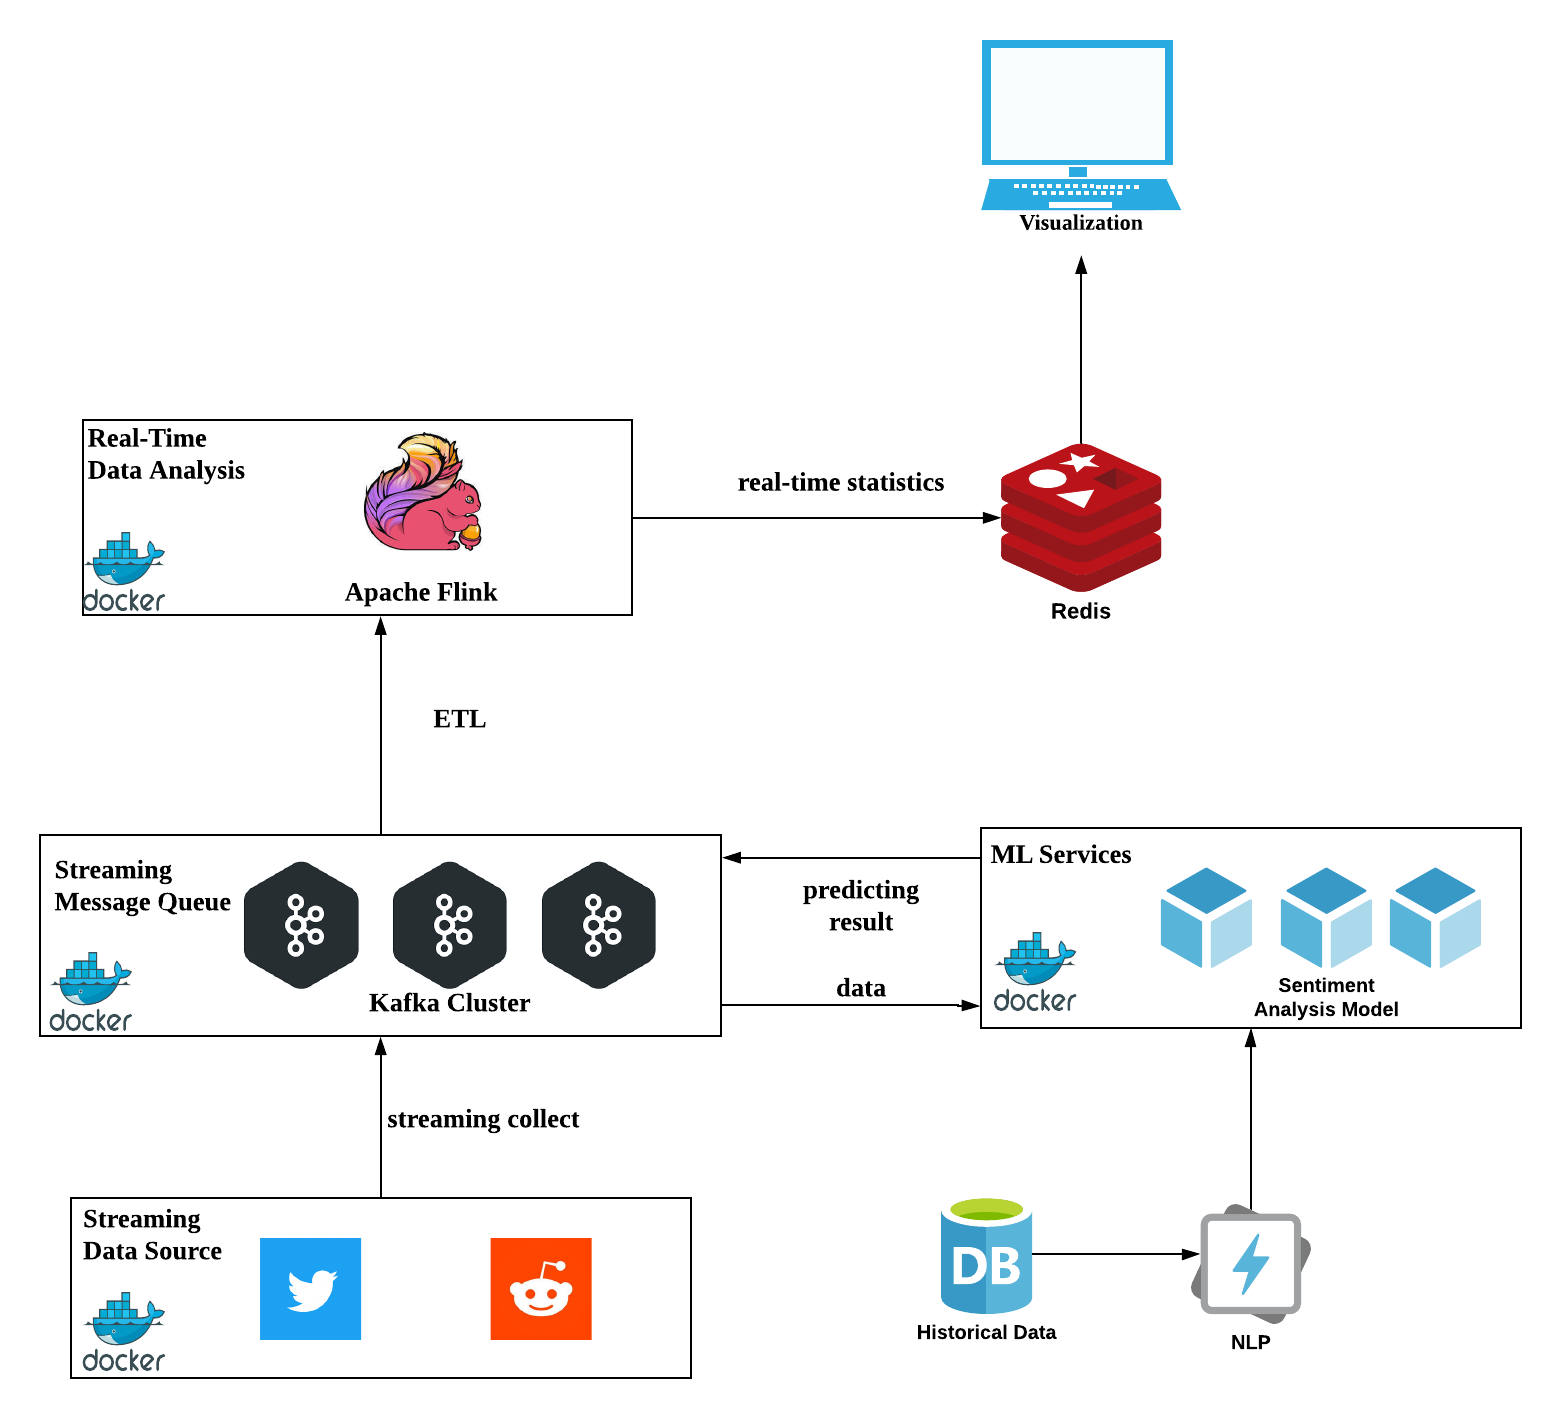 Visualization
Real-Time
Data Analysis
docker
Apache Flink
real-time statistics
Redis
ETL
Streaming
Message Queue
docker
Kafka Cluster
predicting
result
data
ML Services
docker
Sentiment
Analysis Model
streaming collect
Streaming
Data Source
docker
DB
Historical Data
NLP